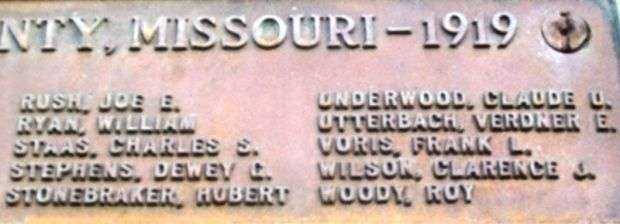 NTY, MISSOURI – 1919
RUSH, JOE E.
RYAN, WILLIAM
STAAS, CHARLES S.
STEPHENS, DEWEY G.
STONEBRAKER, HUBERT
UNDERWOOD, CLAUDE U.
UTTERBACH, VERDNER E.
VORIS, FRANK L.
WILSON, CLARENCE J.
WOODY, ROY